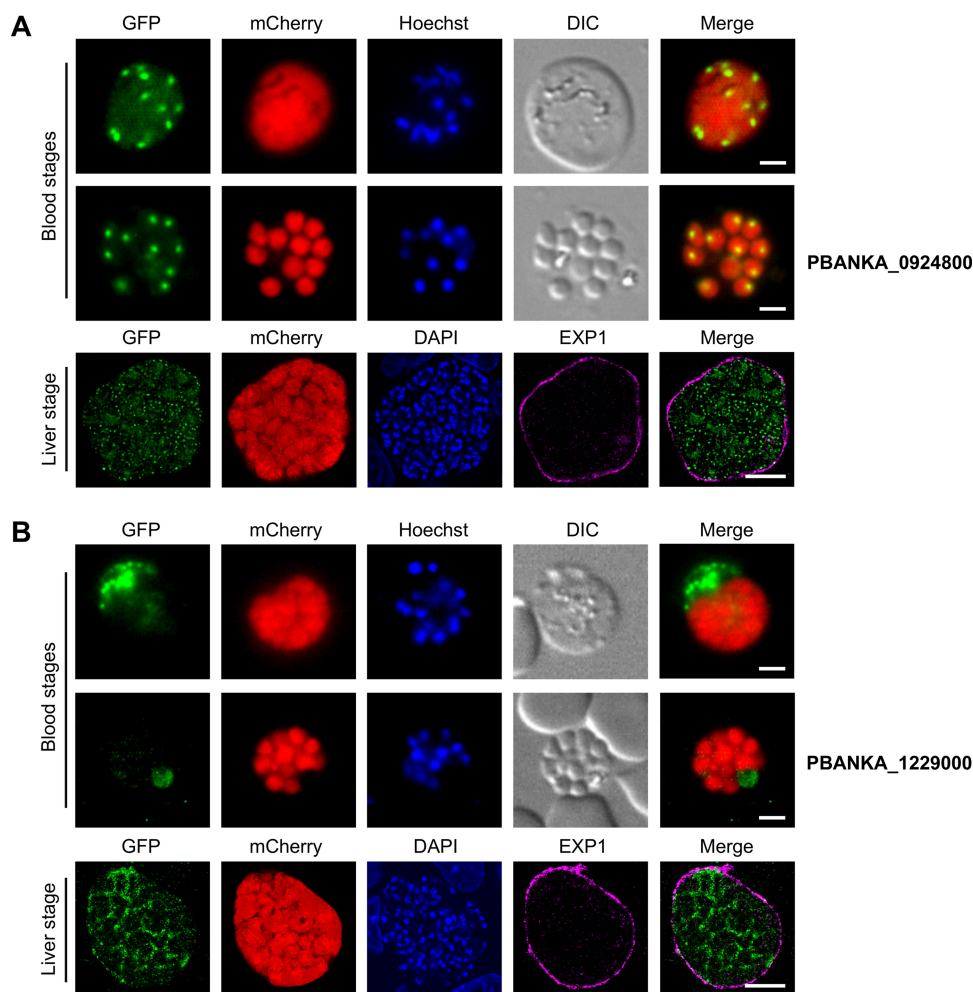 A
GFP mCherry Hoechst DIC Merge
Blood stages
PBANKA_0924800
GFP mCherry DAPI EXP1 Merge
Liver stage
B
GFP mCherry Hoechst DIC Merge
Blood stages
PBANKA_1229000
GFP mCherry DAPI EXP1 Merge
Liver stage